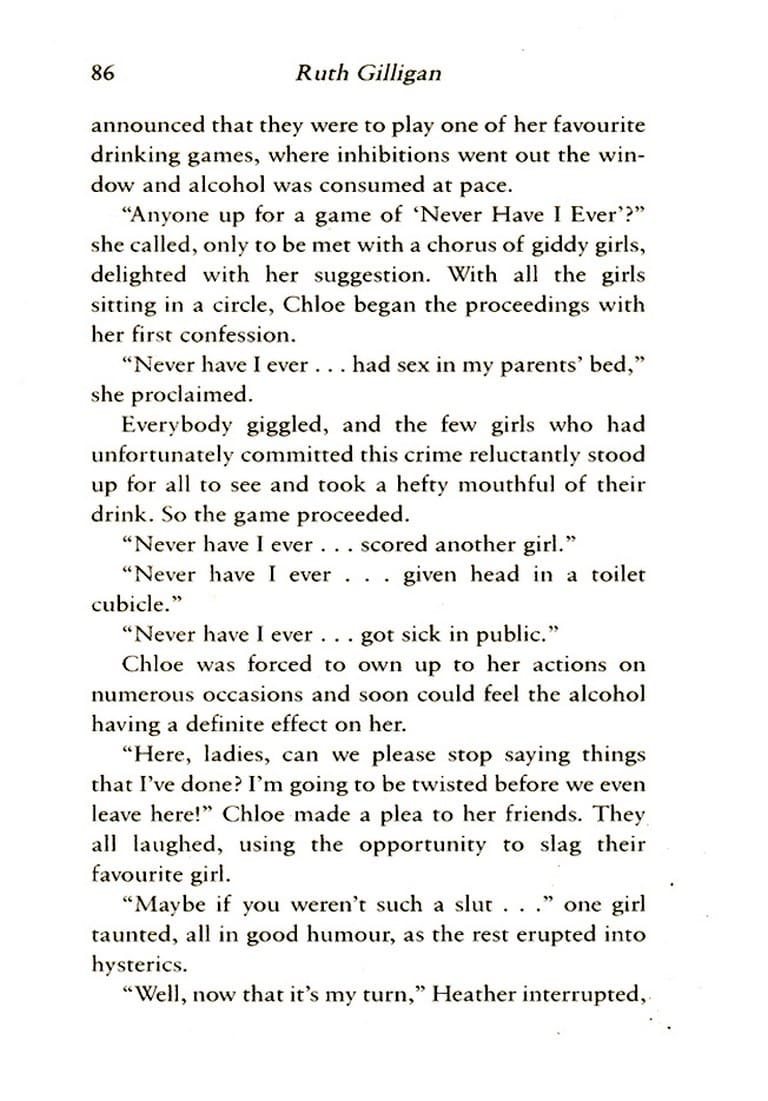 86 Ruth Gilligan
announced that they were to play one of her favourite
drinking games, where inhibitions went out the win-
dow and alcohol was consumed at pace.
“Anyone up for a game of ‘Never Have I Ever’?”
she called, only to be met with a chorus of giddy girls,
delighted with her suggestion. With all the girls
sitting in a circle, Chloe began the proceedings with
her first confession.
“Never have I ever . . . had sex in my parents’ bed,”
she proclaimed.
Everybody giggled, and the few girls who had
unfortunately committed this crime reluctantly stood
up for all to see and took a hefty mouthful of their
drink. So the game proceeded.
“Never have I ever . . . scored another girl.”
“Never have I ever . . . given head in a toilet
cubicle.”
“Never have I ever . . . got sick in public.”
Chloe was forced to own up to her actions on
numerous occasions and soon could feel the alcohol
having a definite effect on her.
“Here, ladies, can we please stop saying things
that I’ve done? I’m going to be twisted before we even
leave here!” Chloe made a plea to her friends. They
all laughed, using the opportunity to slag their
favourite girl.
“Maybe if you weren’t such a slut . . .” one girl
taunted, all in good humour, as the rest erupted into
hysterics.
“Well, now that it’s my turn,” Heather interrupted,